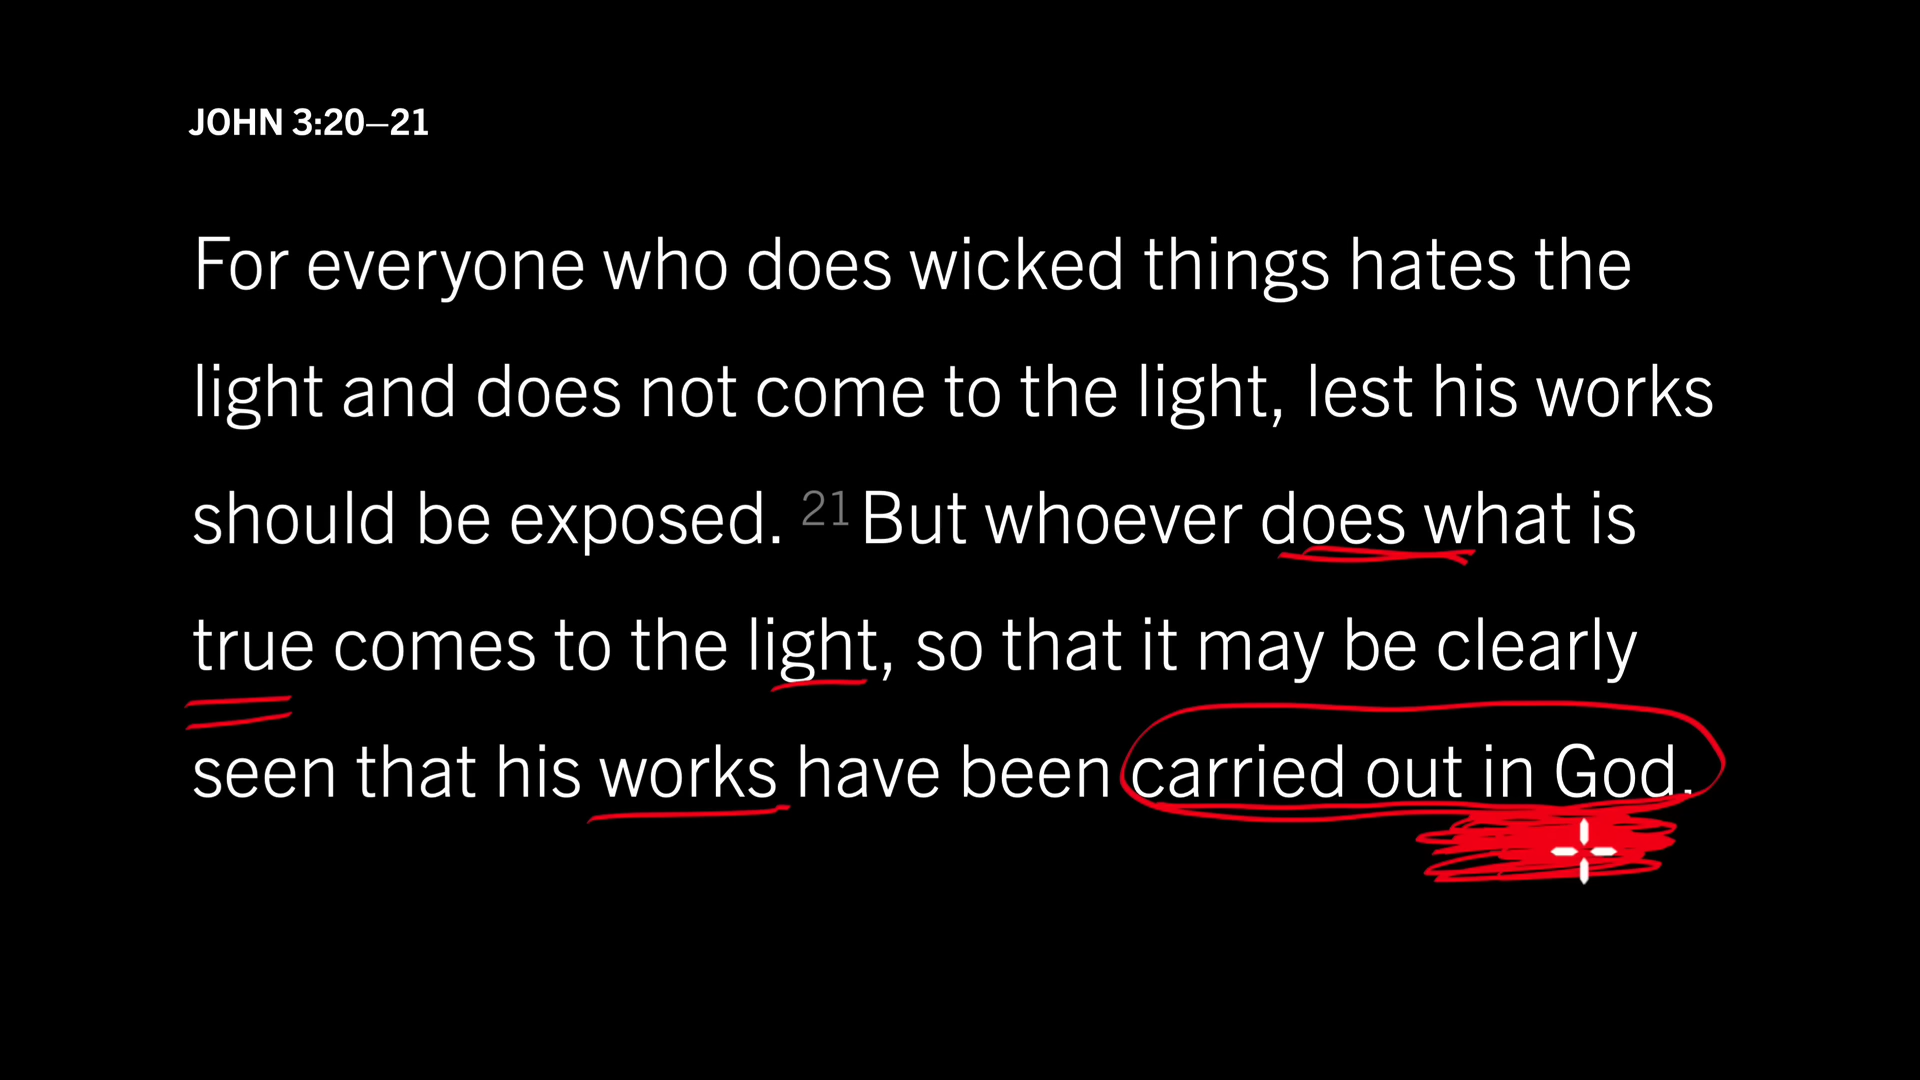 JOHN 3:20–21
For everyone who does wicked things hates the
light and does not come to the light, lest his works
should be exposed. 21 But whoever does what is
true comes to the light, so that it may be clearly
seen that his works have been carried out in God.